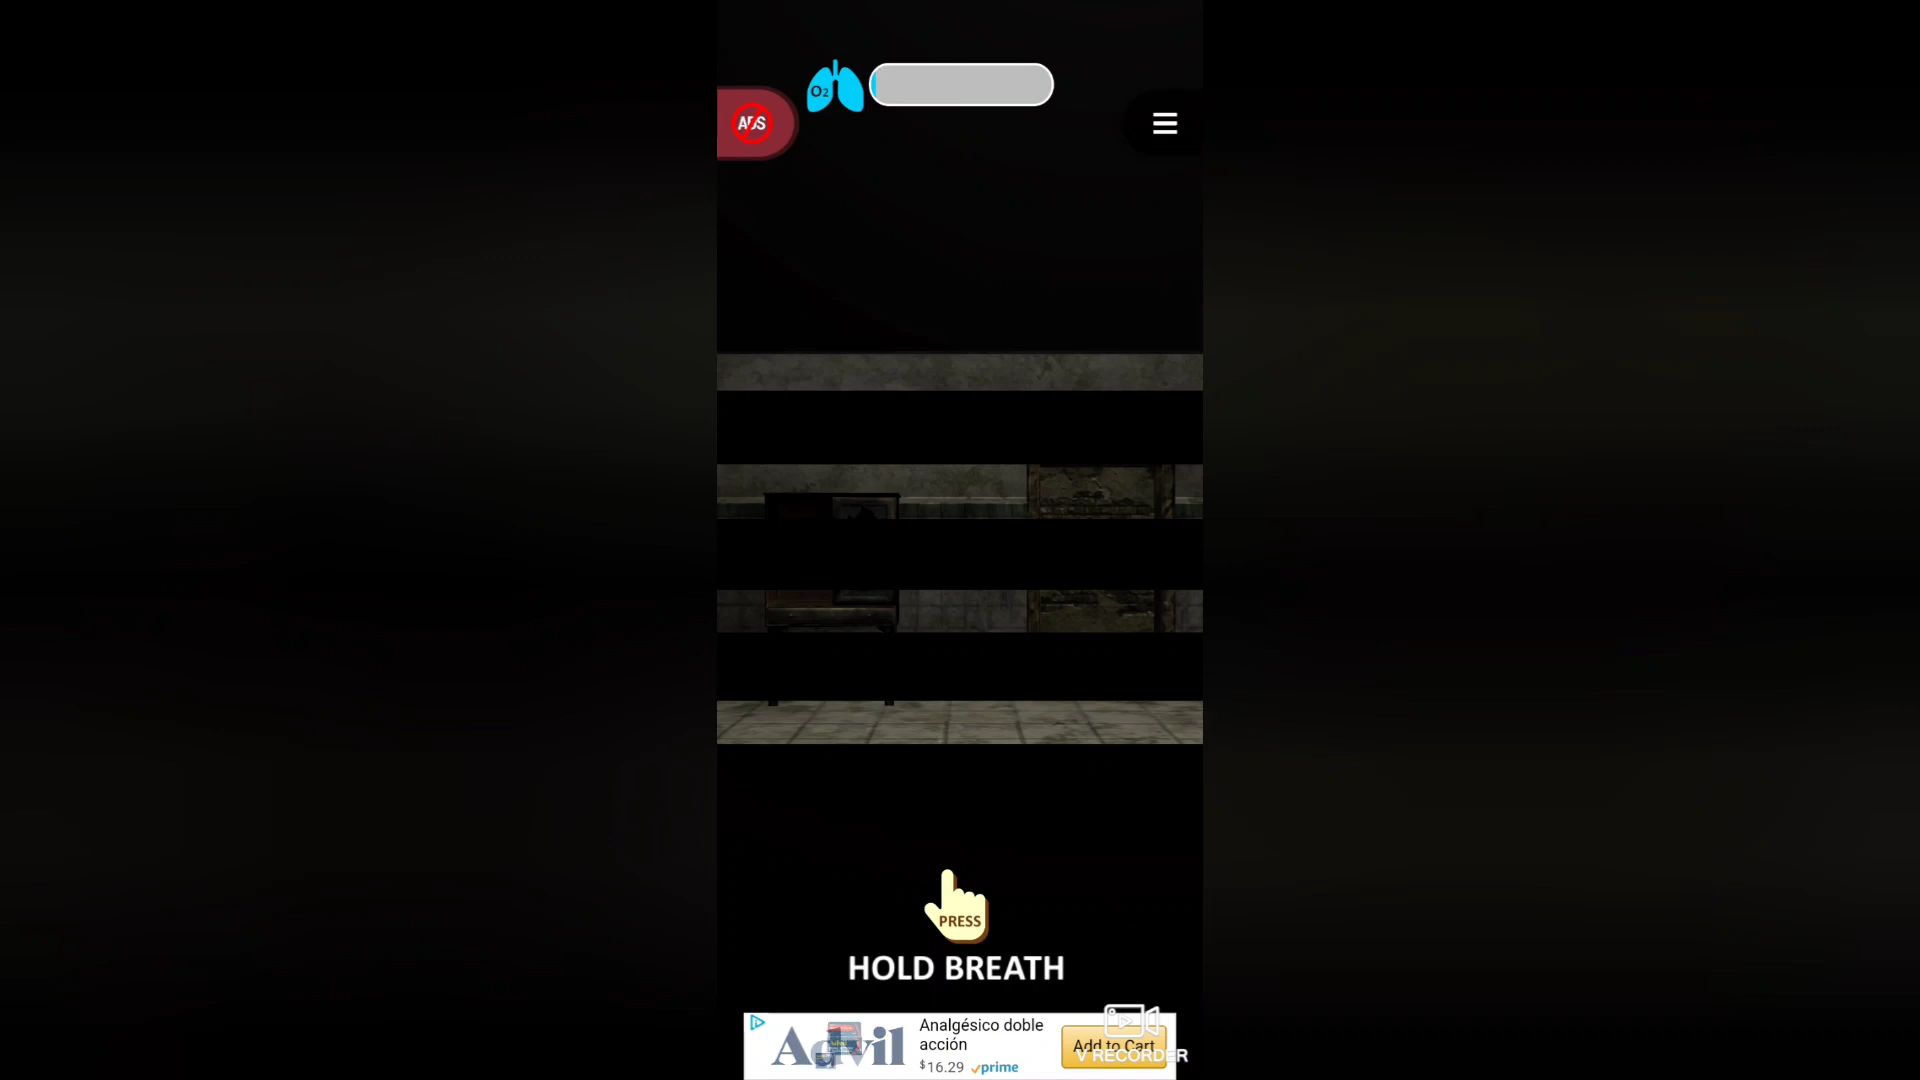 O2
ADS
PRESS
HOLD BREATH
Advil
Analgésico doble
acción
$16.29 prime
Add to Cart
V RECORDER